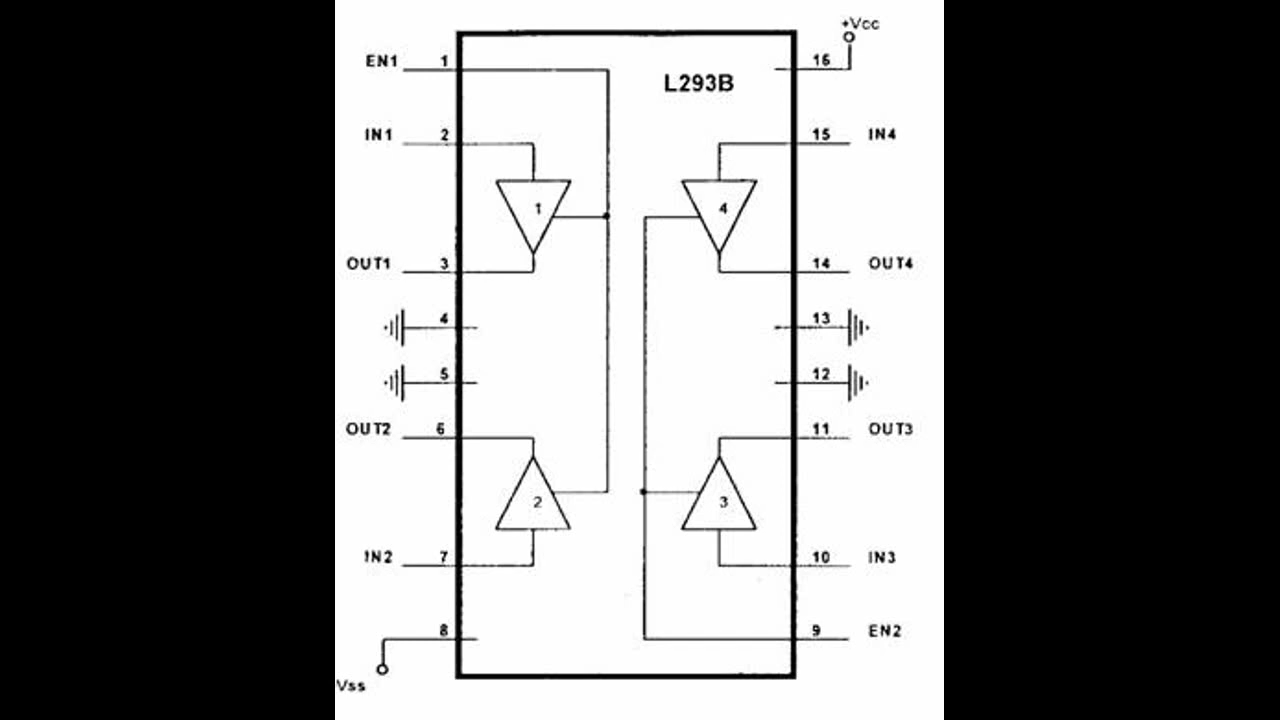 +Vcc
EN1 1 16
L293B
IN1 2 15 IN4
1 4
OUT1 3 14 OUT4
4 13
5 12
OUT2 6 11 OUT3
2 3
IN2 7 10 IN3
8 9 EN2
Vss